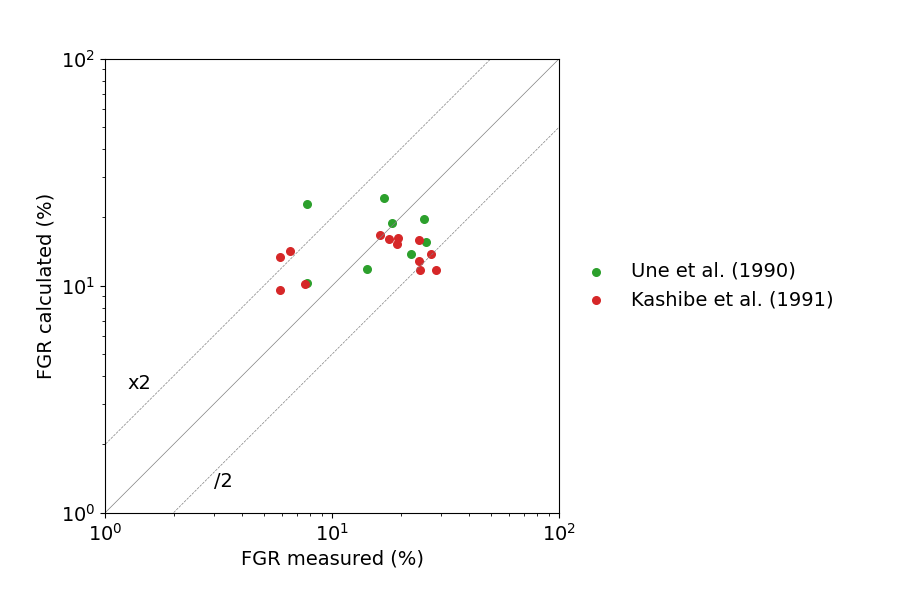 10²
FGR calculated (%)
10¹
x2
/2
10⁰
10⁰ 10¹ 10²
FGR measured (%)
Une et al. (1990)
Kashibe et al. (1991)